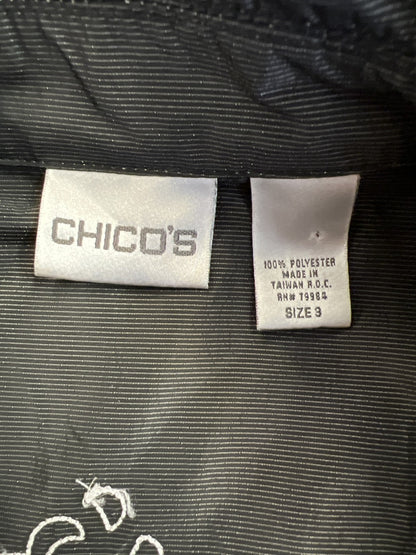 CHICO'S
100% POLYESTER
MADE IN
TAIWAN R.O.C.
RN# 79984
SIZE 3